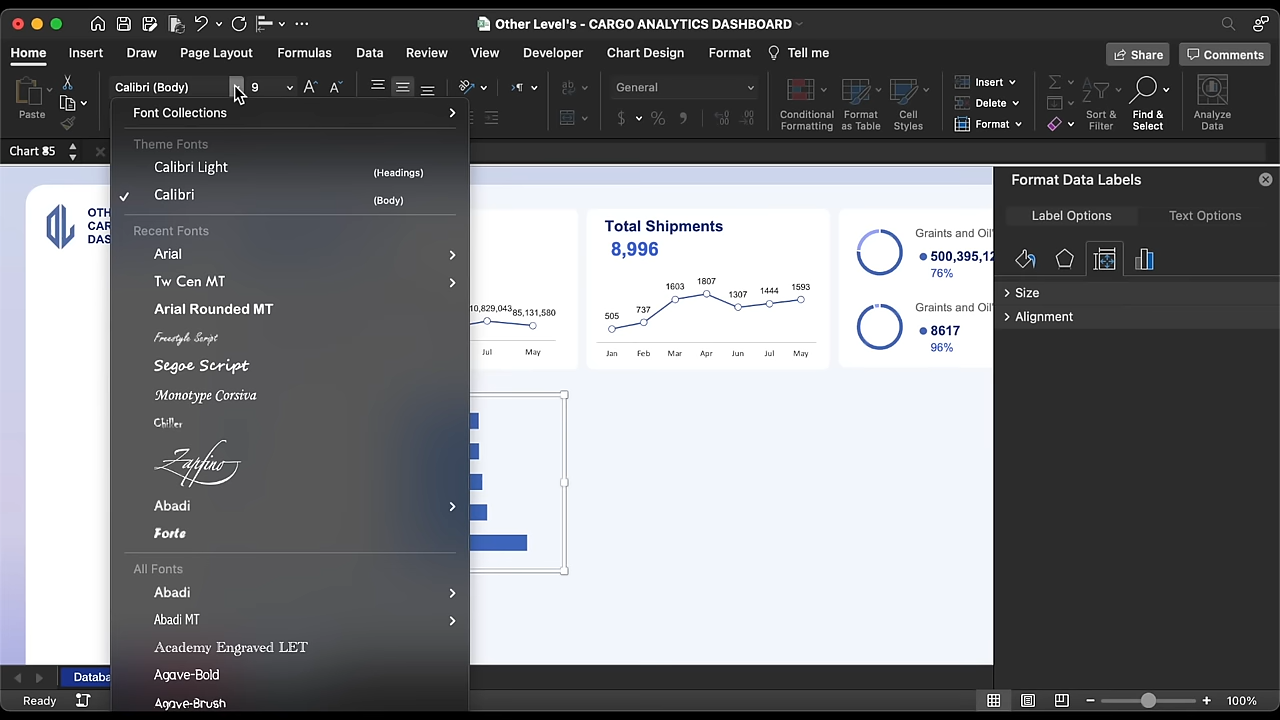 Other Level's - CARGO ANALYTICS DASHBOARD
Home Insert Draw Page Layout Formulas Data Review View Developer Chart Design Format Tell me Share Comments
Paste
Calibri (Body) 9
General
Conditional Formatting
Format as Table
Cell Styles
Insert
Delete
Format
Sort & Filter
Find & Select
Analyze Data
Font Collections
Theme Fonts
Calibri Light (Headings)
Calibri (Body)
Recent Fonts
Arial
Tw Cen MT
Arial Rounded MT
Freestyle Script
Segoe Script
Monotype Corsiva
Chiller
Zapfino
Abadi
Forte
All Fonts
Abadi
Abadi MT
Academy Engraved LET
Agave-Bold
Agave-Brush
10,829,043 85,131,580
Jul May
Total Shipments
8,996
505 737 1603 1807 1307 1444 1593
Jan Feb Mar Apr Jun Jul May
Graints and Oil'
500,395,12
76%
Graints and Oil'
8617
96%
Format Data Labels
Label Options Text Options
Size
Alignment
Databa
Ready
100%